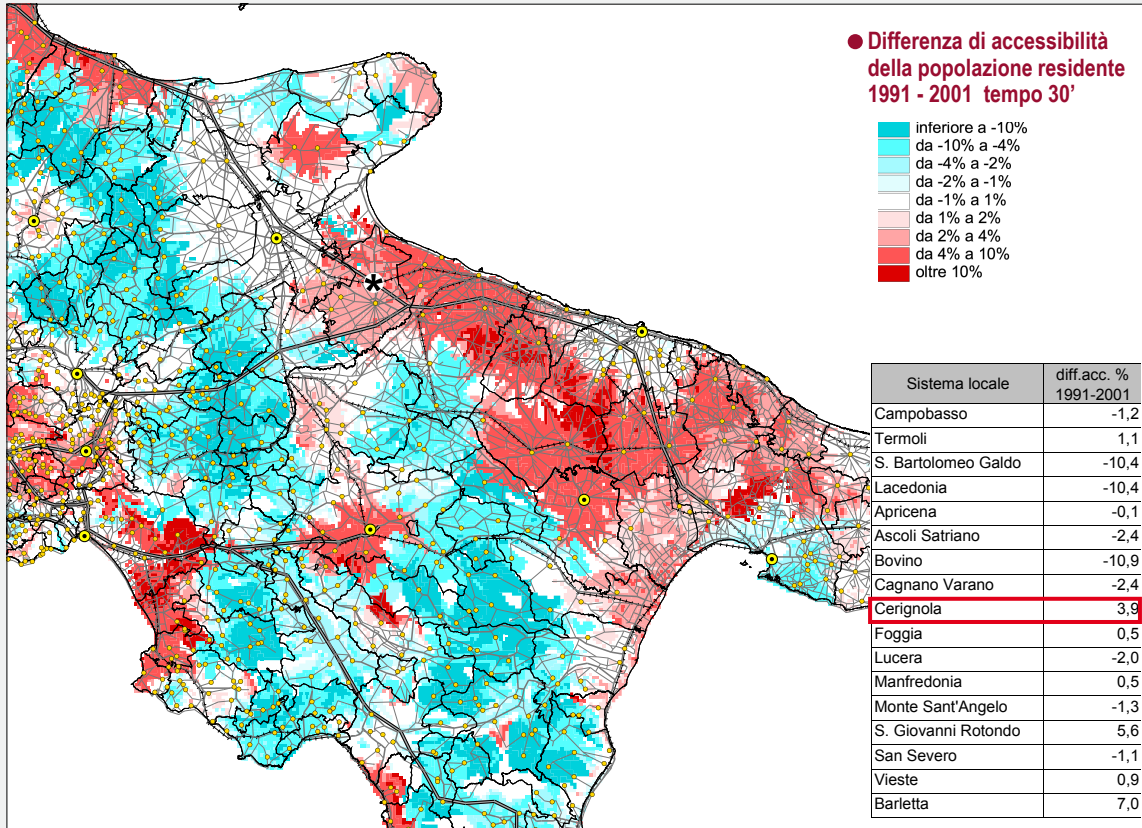 ● Differenza di accessibilità
della popolazione residente
1991 - 2001 tempo 30'
inferiore a -10%
da -10% a -4%
da -4% a -2%
da -2% a -1%
da -1% a 1%
da 1% a 2%
da 2% a 4%
da 4% a 10%
oltre 10%
*
Sistema locale diff.acc. %
1991-2001
Campobasso -1,2
Termoli 1,1
S. Bartolomeo Galdo -10,4
Lacedonia -10,4
Apricena -0,1
Ascoli Satriano -2,4
Bovino -10,9
Cagnano Varano -2,4
Cerignola 3,9
Foggia 0,5
Lucera -2,0
Manfredonia 0,5
Monte Sant'Angelo -1,3
S. Giovanni Rotondo 5,6
San Severo -1,1
Vieste 0,9
Barletta 7,0